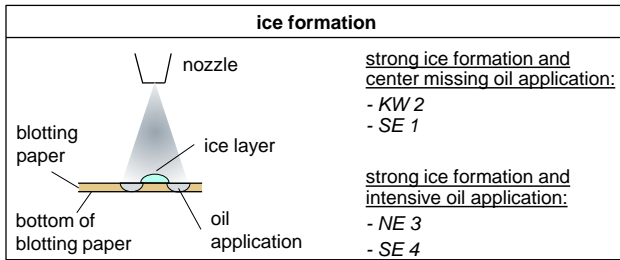 ice formation
nozzle
ice layer
blotting
paper
bottom of
blotting paper
oil
application
strong ice formation and
center missing oil application:
- KW 2
- SE 1
strong ice formation and
intensive oil application:
- NE 3
- SE 4